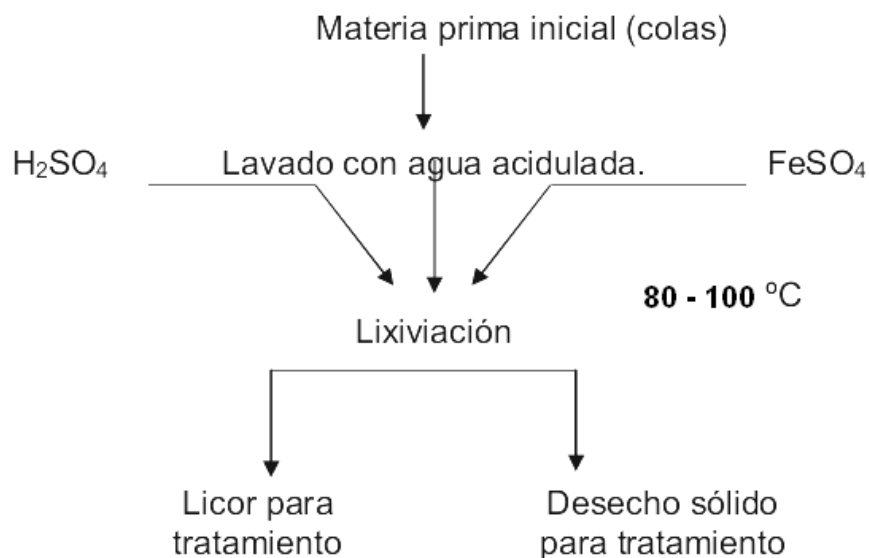 Materia prima inicial (colas)
H₂SO₄
Lavado con agua acidulada.
FeSO₄
80 - 100 ºC
Lixiviación
Licor para
tratamiento
Desecho sólido
para tratamiento